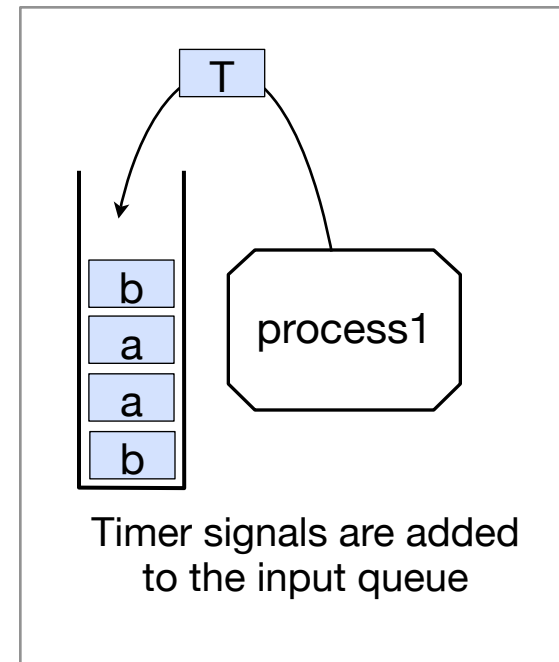 T
b
a
a
b
process1
Timer signals are added
to the input queue